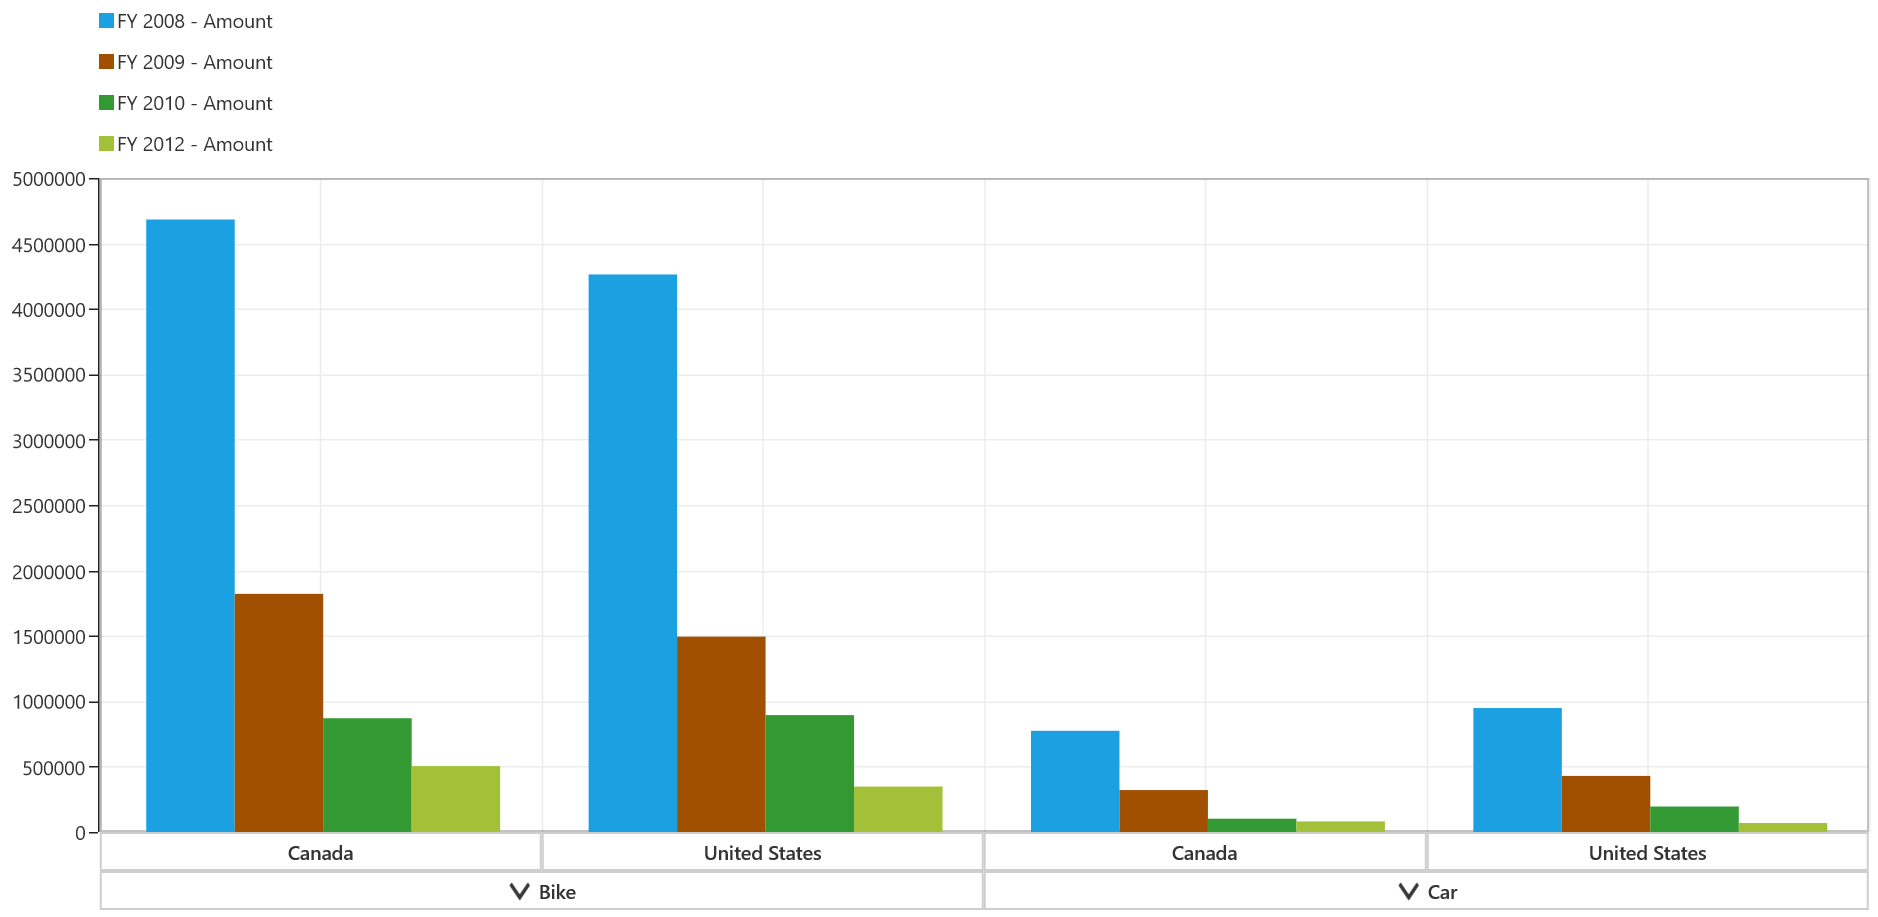 FY 2008 - Amount
FY 2009 - Amount
FY 2010 - Amount
FY 2012 - Amount
5000000
4500000
4000000
3500000
3000000
2500000
2000000
1500000
1000000
500000
0
Canada United States Canada United States
Bike Car